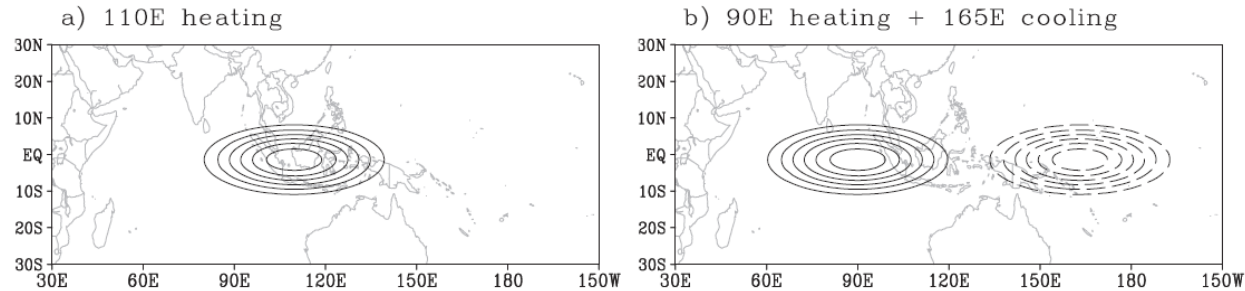 a) 110E heating
b) 90E heating + 165E cooling
30N
20N
10N
EQ
10S
20S
30S
30E 60E 90E 120E 150E 180 150W
30N
20N
10N
EQ
10S
20S
30S
30E 60E 90E 120E 150E 180 150W